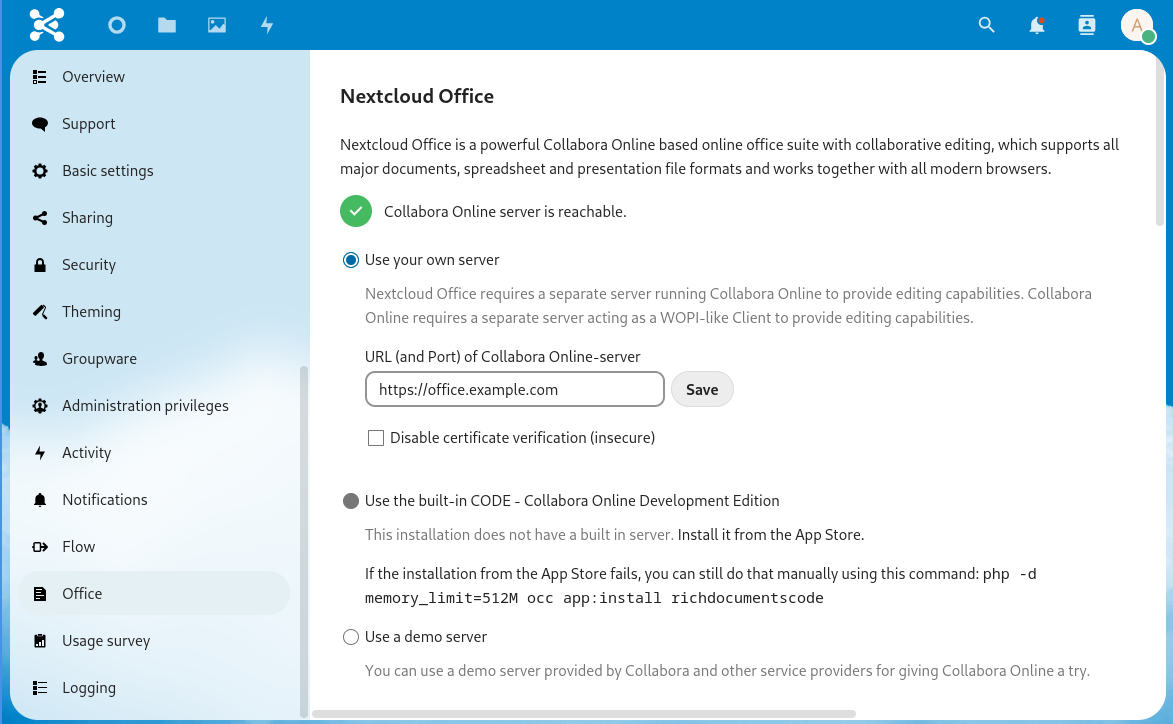 A
Overview
Support
Basic settings
Sharing
Security
Theming
Groupware
Administration privileges
Activity
Notifications
Flow
Office
Usage survey
Logging
Nextcloud Office
Nextcloud Office is a powerful Collabora Online based online office suite with collaborative editing, which supports all
major documents, spreadsheet and presentation file formats and works together with all modern browsers.
Collabora Online server is reachable.
Use your own server
Nextcloud Office requires a separate server running Collabora Online to provide editing capabilities. Collabora
Online requires a separate server acting as a WOPI-like Client to provide editing capabilities.
URL (and Port) of Collabora Online-server
https://office.example.com
Save
Disable certificate verification (insecure)
Use the built-in CODE - Collabora Online Development Edition
This installation does not have a built in server. Install it from the App Store.
If the installation from the App Store fails, you can still do that manually using this command: php -d
memory_limit=512M occ app:install richdocumentscode
Use a demo server
You can use a demo server provided by Collabora and other service providers for giving Collabora Online a try.